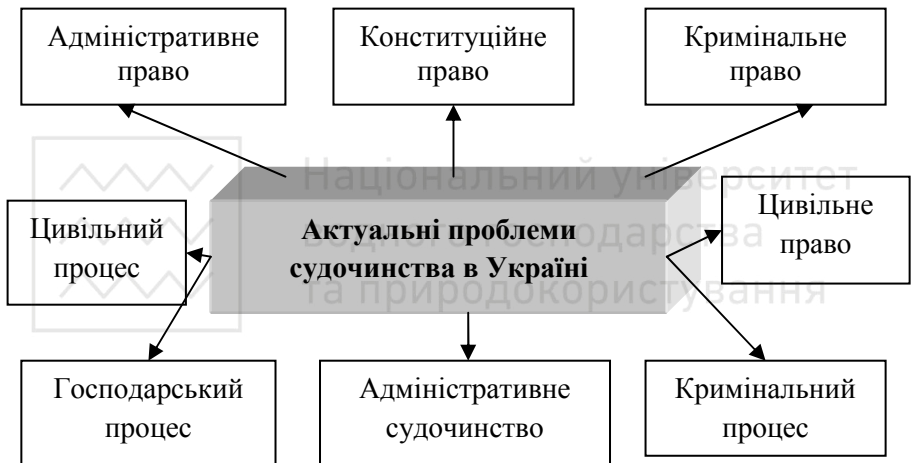 Адміністративне
право
Конституційне
право
Кримінальне
право
Національний університет
водного господарства
та природокористування
Цивільний
процес
Актуальні проблеми
судочинства в Україні
Цивільне
право
Господарський
процес
Адміністративне
судочинство
Кримінальний
процес